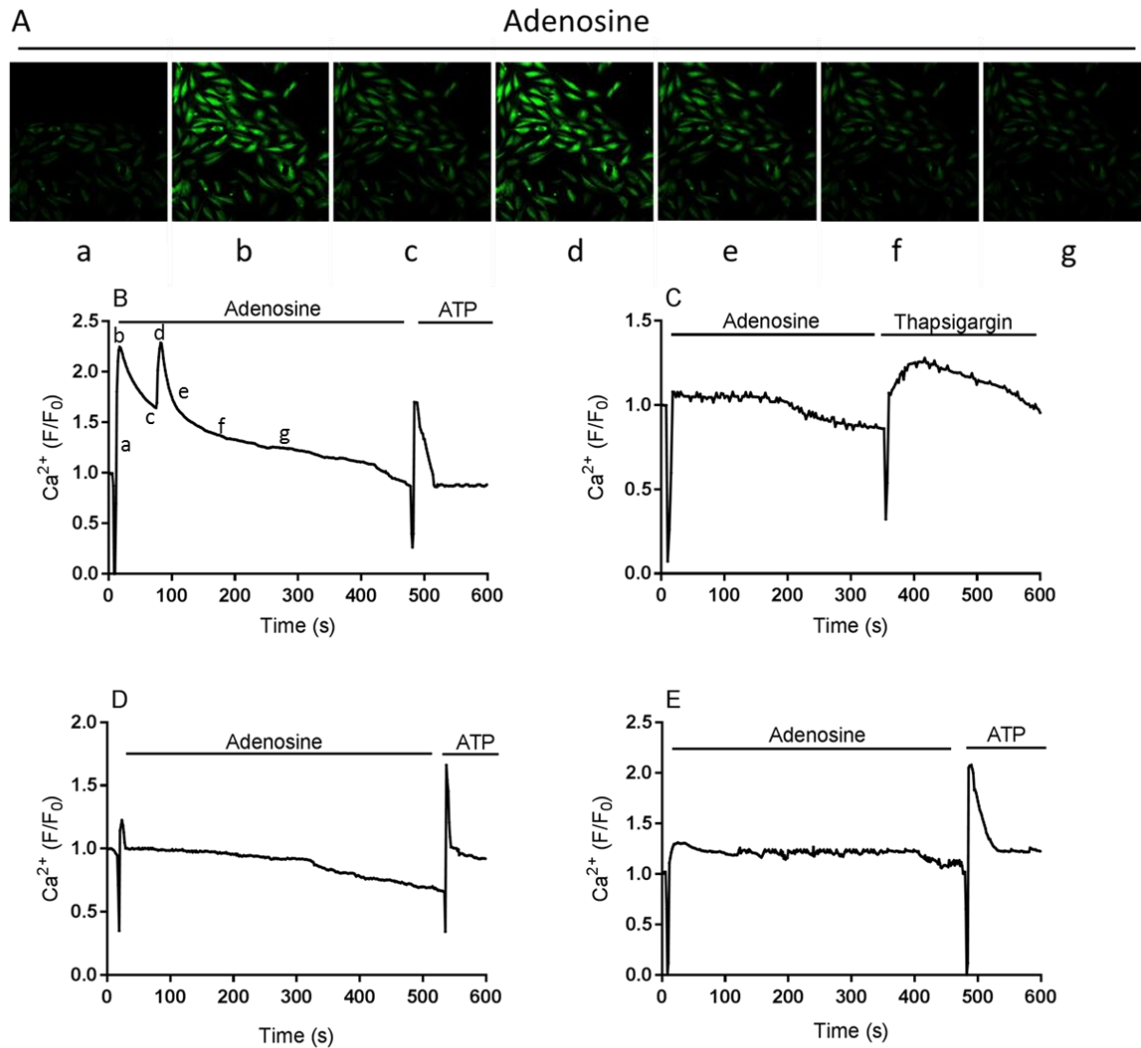 A Adenosine
a b c d e f g
B
Adenosine ATP
Ca2+ (F/F0)
2.5
2.0
1.5
1.0
0.5
0.0
b d
c e
a f g
0 100 200 300 400 500 600
Time (s)
C
Adenosine Thapsigargin
Ca2+ (F/F0)
1.5
1.0
0.5
0.0
0 100 200 300 400 500 600
Time (s)
D
Adenosine ATP
Ca2+ (F/F0)
2.0
1.5
1.0
0.5
0.0
0 100 200 300 400 500 600
Time (s)
E
Adenosine ATP
Ca2+ (F/F0)
2.5
2.0
1.5
1.0
0.5
0.0
0 100 200 300 400 500 600
Time (s)